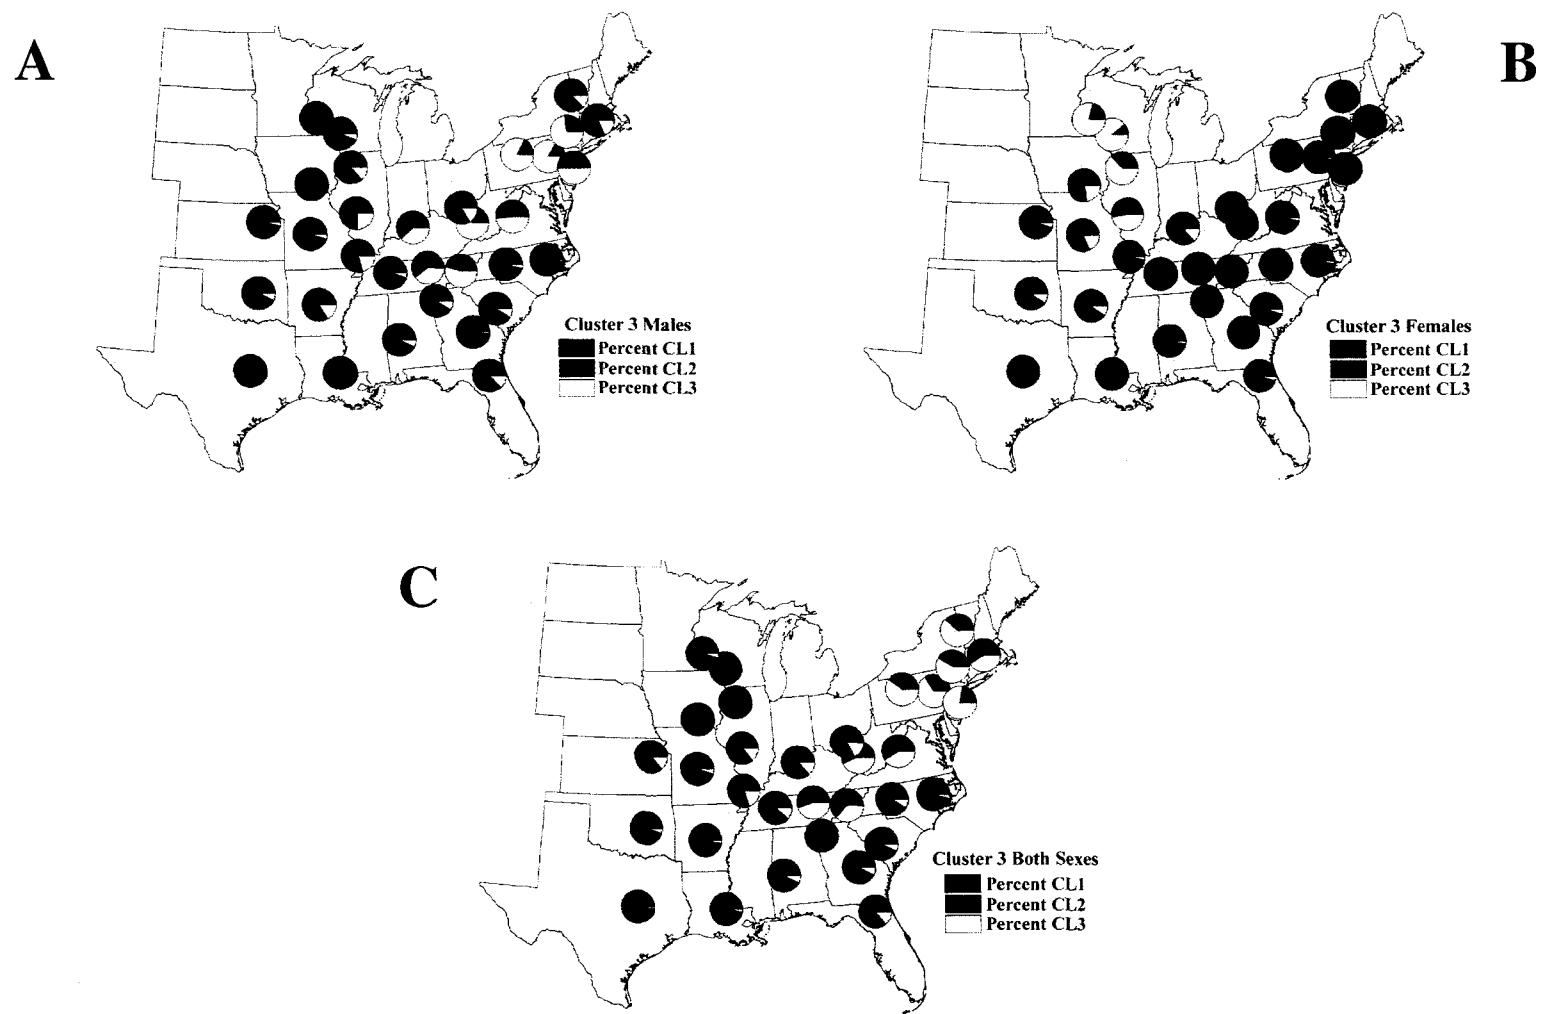 A
Cluster 3 Males
Percent CL1
Percent CL2
Percent CL3
B
Cluster 3 Females
Percent CL1
Percent CL2
Percent CL3
C
Cluster 3 Both Sexes
Percent CL1
Percent CL2
Percent CL3